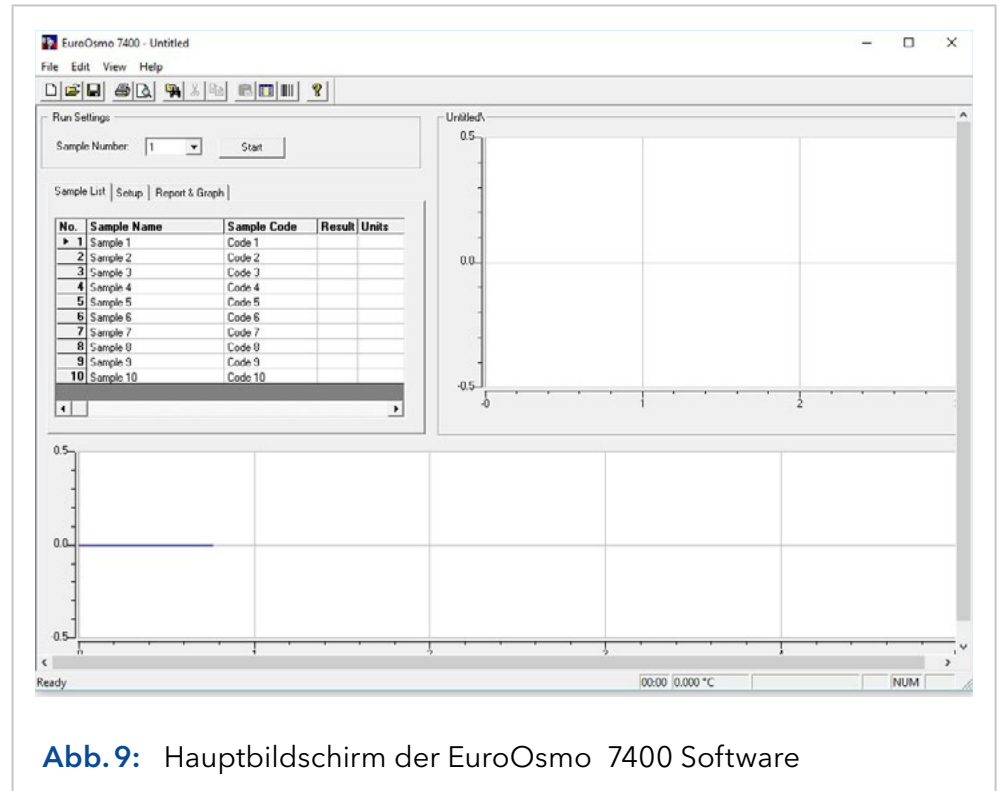 EuroOsmo 7400 - Untitled
File Edit View Help
Run Settings
Sample Number: 1 Start
Sample List Setup Report & Graph
No. Sample Name Sample Code Result Units
1 Sample 1 Code 1
2 Sample 2 Code 2
3 Sample 3 Code 3
4 Sample 4 Code 4
5 Sample 5 Code 5
6 Sample 6 Code 6
7 Sample 7 Code 7
8 Sample 8 Code 8
9 Sample 9 Code 9
10 Sample 10 Code 10
Untitled\
0.5
0.0
-0.5
-0 1 2
0.5
0.0
-0.5
0 1 2 3 4
Ready 00:00 0.000 °C NUM
Abb. 9: Hauptbildschirm der EuroOsmo 7400 Software